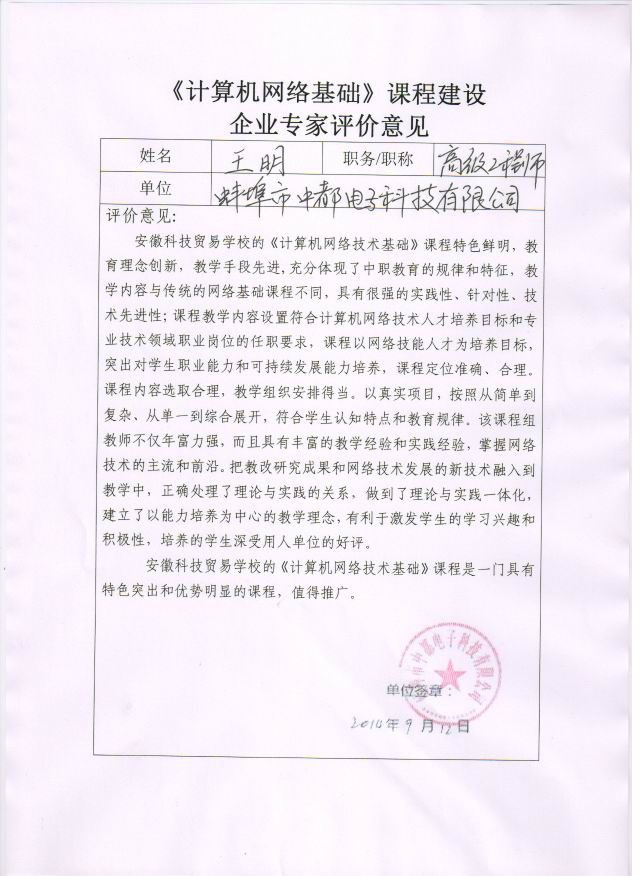 《计算机网络基础》课程建设
企业专家评价意见
姓名 王明 职务/职称 高级工程师
单位 蚌埠市中都电子科技有限公司
评价意见：
安徽科技贸易学校的《计算机网络技术基础》课程特色鲜明，教
育理念创新，教学手段先进,充分体现了中职教育的规律和特征，教
学内容与传统的网络基础课程不同，具有很强的实践性、针对性、技
术先进性；课程教学内容设置符合计算机网络技术人才培养目标和专
业技术领域职业岗位的任职要求，课程以网络技能人才为培养目标，
突出对学生职业能力和可持续发展能力培养，课程定位准确、合理。
课程内容选取合理，教学组织安排得当。以真实项目，按照从简单到
复杂、从单一到综合展开，符合学生认知特点和教育规律。该课程组
教师不仅年富力强，而且具有丰富的教学经验和实践经验，掌握网络
技术的主流和前沿。把教改研究成果和网络技术发展的新技术融入到
教学中，正确处理了理论与实践的关系，做到了理论与实践一体化，
建立了以能力培养为中心的教学理念，有利于激发学生的学习兴趣和
积极性，培养的学生深受用人单位的好评。
安徽科技贸易学校的《计算机网络技术基础》课程是一门具有
特色突出和优势明显的课程，值得推广。
市中都电子科技有限公司
单位签章：
2014年9月12日